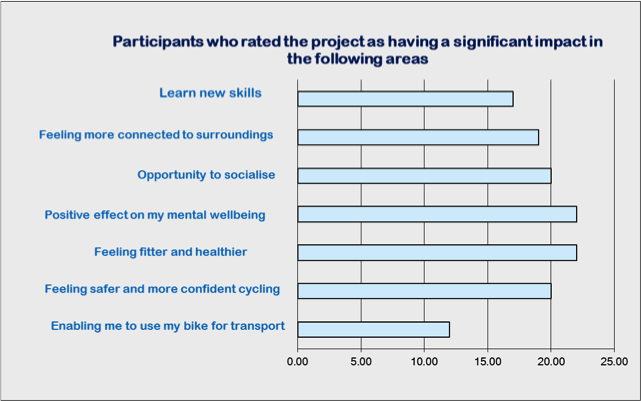 Participants who rated the project as having a significant impact in
the following areas
Learn new skills
Feeling more connected to surroundings
Opportunity to socialise
Positive effect on my mental wellbeing
Feeling fitter and healthier
Feeling safer and more confident cycling
Enabling me to use my bike for transport
0.00 5.00 10.00 15.00 20.00 25.00